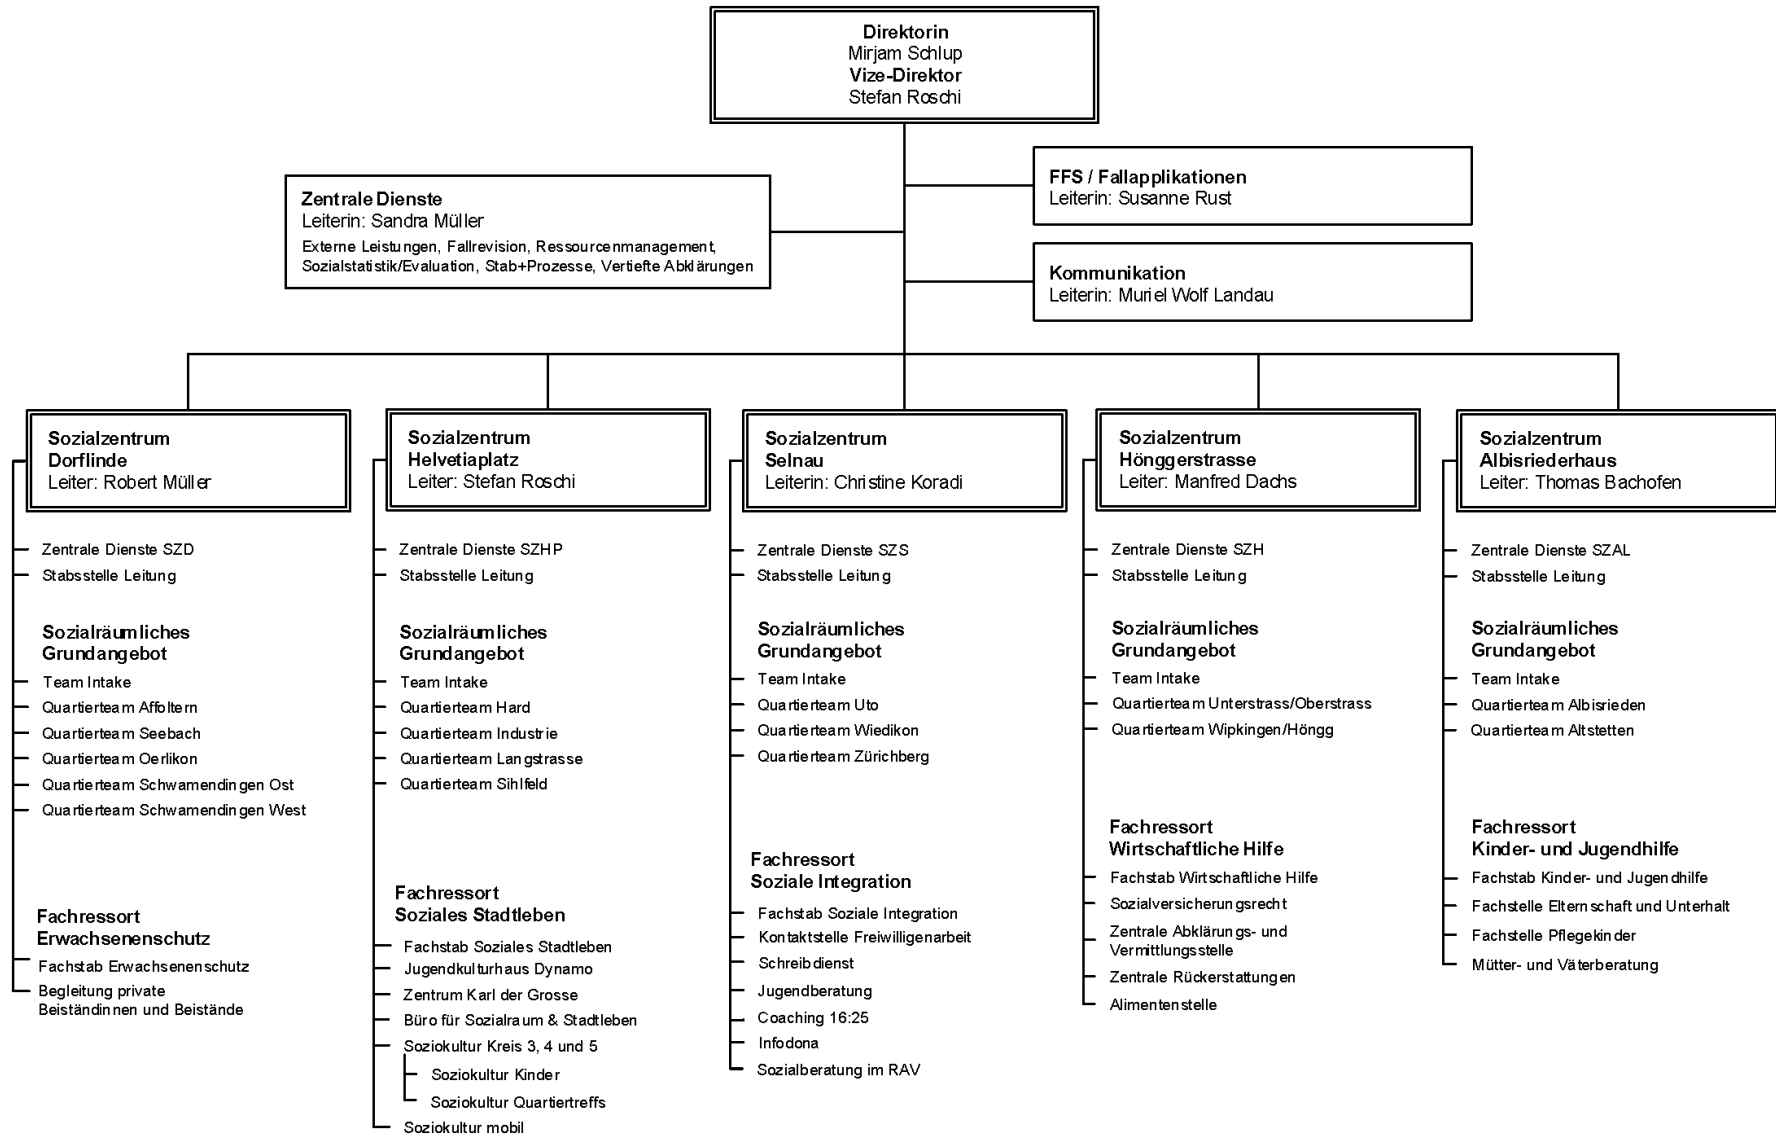 Direktorin
Mirjam Schlup
Vize-Direktor
Stefan Roschi
Zentrale Dienste
Leiterin: Sandra Müller
Externe Leistungen, Fallrevision, Ressourcenmanagement,
Sozialstatistik/Evaluation, Stab+Prozesse, Vertiefte Abklärungen
FFS / Fallapplikationen
Leiterin: Susanne Rust
Kommunikation
Leiterin: Muriel Wolf Landau
Sozialzentrum
Dorflinde
Leiter: Robert Müller
Zentrale Dienste SZD
Stabsstelle Leitung
Sozialräumliches
Grundangebot
Team Intake
Quartierteam Affoltern
Quartierteam Seebach
Quartierteam Oerlikon
Quartierteam Schwamendingen Ost
Quartierteam Schwamendingen West
Fachressort
Erwachsenenschutz
Fachstab Erwachsenenschutz
Begleitung private
Beiständinnen und Beistände
Sozialzentrum
Helvetiaplatz
Leiter: Stefan Roschi
Zentrale Dienste SZHP
Stabsstelle Leitung
Sozialräumliches
Grundangebot
Team Intake
Quartierteam Hard
Quartierteam Industrie
Quartierteam Langstrasse
Quartierteam Sihlfeld
Fachressort
Soziales Stadtleben
Fachstab Soziales Stadtleben
Jugendkulturhaus Dynamo
Zentrum Karl der Grosse
Büro für Sozialraum & Stadtleben
Soziokultur Kreis 3, 4 und 5
Soziokultur Kinder
Soziokultur Quartiertreffs
Soziokultur mobil
Sozialzentrum
Selnau
Leiterin: Christine Koradi
Zentrale Dienste SZS
Stabsstelle Leitung
Sozialräumliches
Grundangebot
Team Intake
Quartierteam Uto
Quartierteam Wiedikon
Quartierteam Zürichberg
Fachressort
Soziale Integration
Fachstab Soziale Integration
Kontaktstelle Freiwilligenarbeit
Schreibdienst
Jugendberatung
Coaching 16:25
Infodona
Sozialberatung im RAV
Sozialzentrum
Hönggerstrasse
Leiter: Manfred Dachs
Zentrale Dienste SZH
Stabsstelle Leitung
Sozialräumliches
Grundangebot
Team Intake
Quartierteam Unterstrass/Oberstrass
Quartierteam Wipkingen/Höngg
Fachressort
Wirtschaftliche Hilfe
Fachstab Wirtschaftliche Hilfe
Sozialversicherungsrecht
Zentrale Abklärungs- und
Vermittlungsstelle
Zentrale Rückerstattungen
Alimentenstelle
Sozialzentrum
Albisriederhaus
Leiter: Thomas Bachofen
Zentrale Dienste SZAL
Stabsstelle Leitung
Sozialräumliches
Grundangebot
Team Intake
Quartierteam Albisrieden
Quartierteam Altstetten
Fachressort
Kinder- und Jugendhilfe
Fachstab Kinder- und Jugendhilfe
Fachstelle Elternschaft und Unterhalt
Fachstelle Pflegekinder
Mütter- und Väterberatung